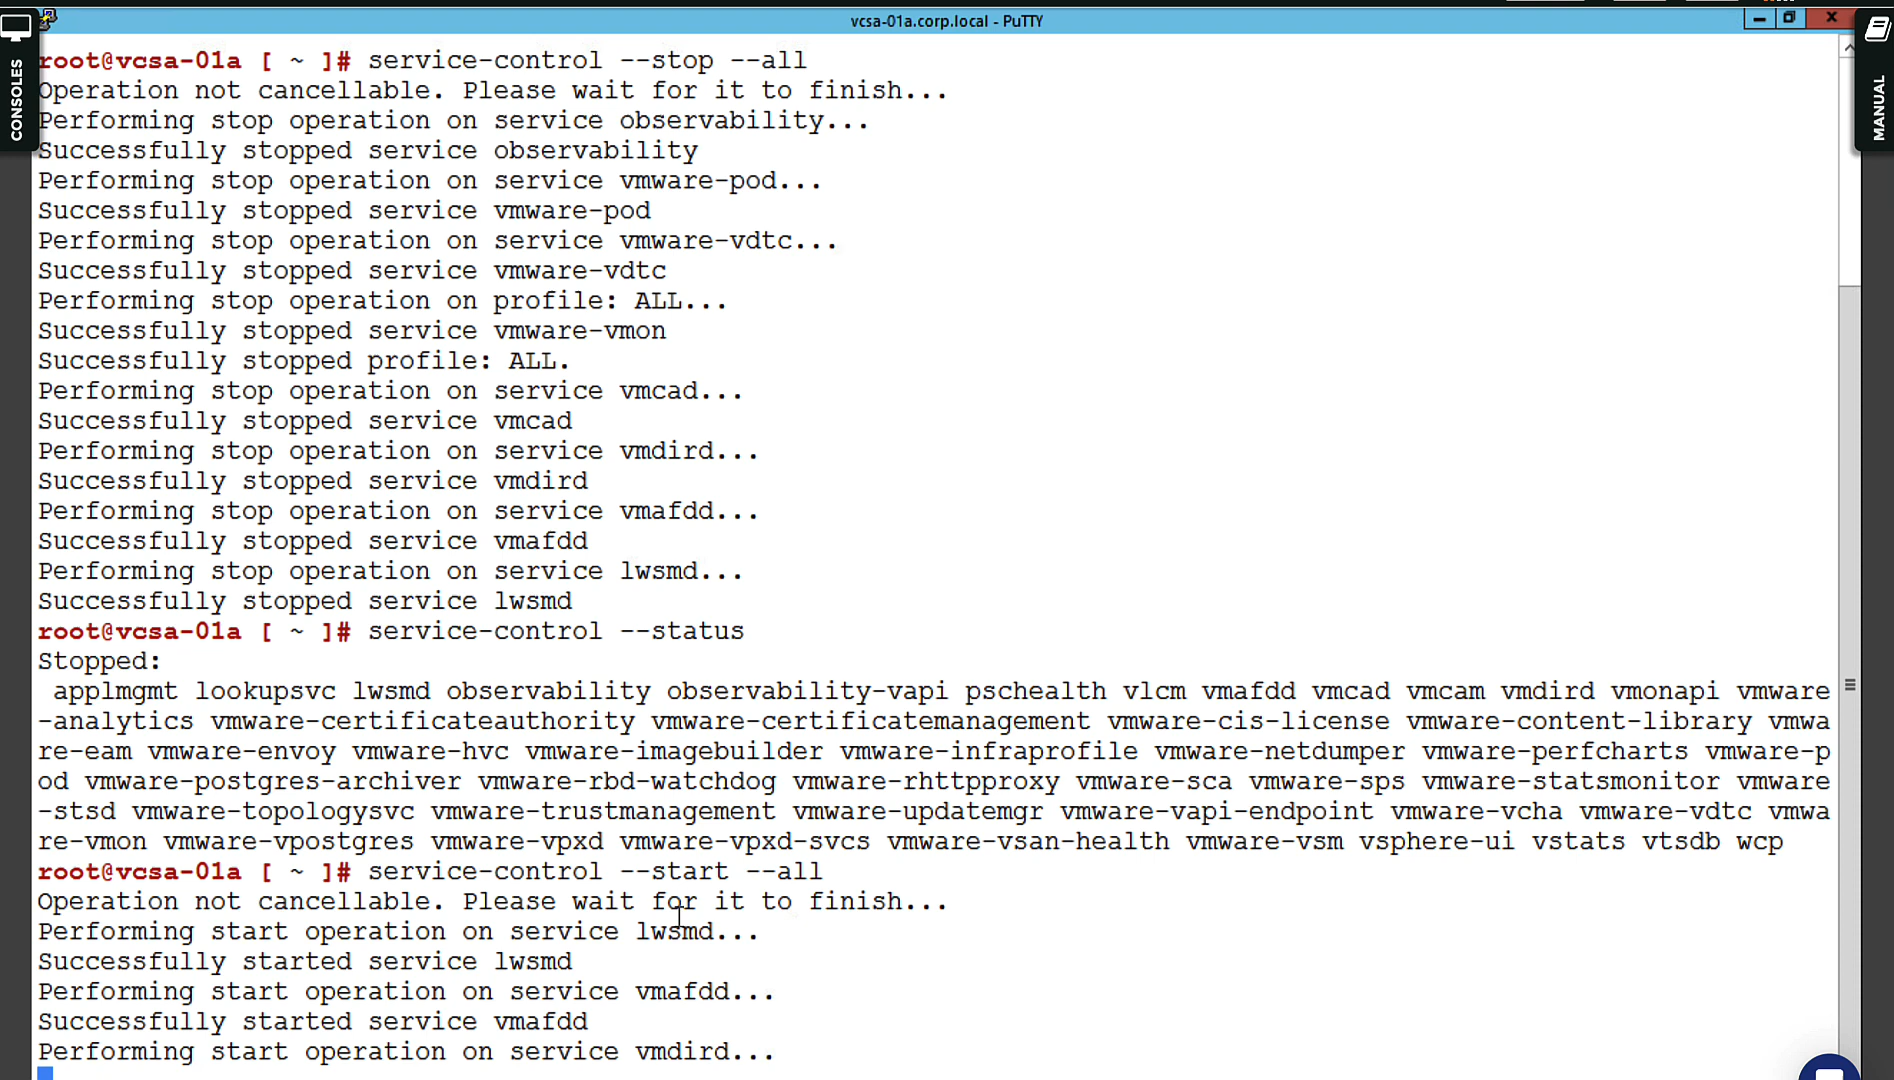 vcsa-01a.corp.local - PuTTY
CONSOLES
MANUAL
root@vcsa-01a [ ~ ]# service-control --stop --all
Operation not cancellable. Please wait for it to finish...
Performing stop operation on service observability...
Successfully stopped service observability
Performing stop operation on service vmware-pod...
Successfully stopped service vmware-pod
Performing stop operation on service vmware-vdtc...
Successfully stopped service vmware-vdtc
Performing stop operation on profile: ALL...
Successfully stopped service vmware-vmon
Successfully stopped profile: ALL.
Performing stop operation on service vmcad...
Successfully stopped service vmcad
Performing stop operation on service vmdird...
Successfully stopped service vmdird
Performing stop operation on service vmafdd...
Successfully stopped service vmafdd
Performing stop operation on service lwsmd...
Successfully stopped service lwsmd
root@vcsa-01a [ ~ ]# service-control --status
Stopped:
applmgmt lookupsvc lwsmd observability observability-vapi pschealth vlcm vmafdd vmcad vmcam vmdird vmonapi vmware
-analytics vmware-certificateauthority vmware-certificatemanagement vmware-cis-license vmware-content-library vmwa
re-eam vmware-envoy vmware-hvc vmware-imagebuilder vmware-infraprofile vmware-netdumper vmware-perfcharts vmware-p
od vmware-postgres-archiver vmware-rbd-watchdog vmware-rhttpproxy vmware-sca vmware-sps vmware-statsmonitor vmware
-stsd vmware-topologysvc vmware-trustmanagement vmware-updatemgr vmware-vapi-endpoint vmware-vcha vmware-vdtc vmwa
re-vmon vmware-vpostgres vmware-vpxd vmware-vpxd-svcs vmware-vsan-health vmware-vsm vsphere-ui vstats vtsdb wcp
root@vcsa-01a [ ~ ]# service-control --start --all
Operation not cancellable. Please wait for it to finish...
Performing start operation on service lwsmd...
Successfully started service lwsmd
Performing start operation on service vmafdd...
Successfully started service vmafdd
Performing start operation on service vmdird...